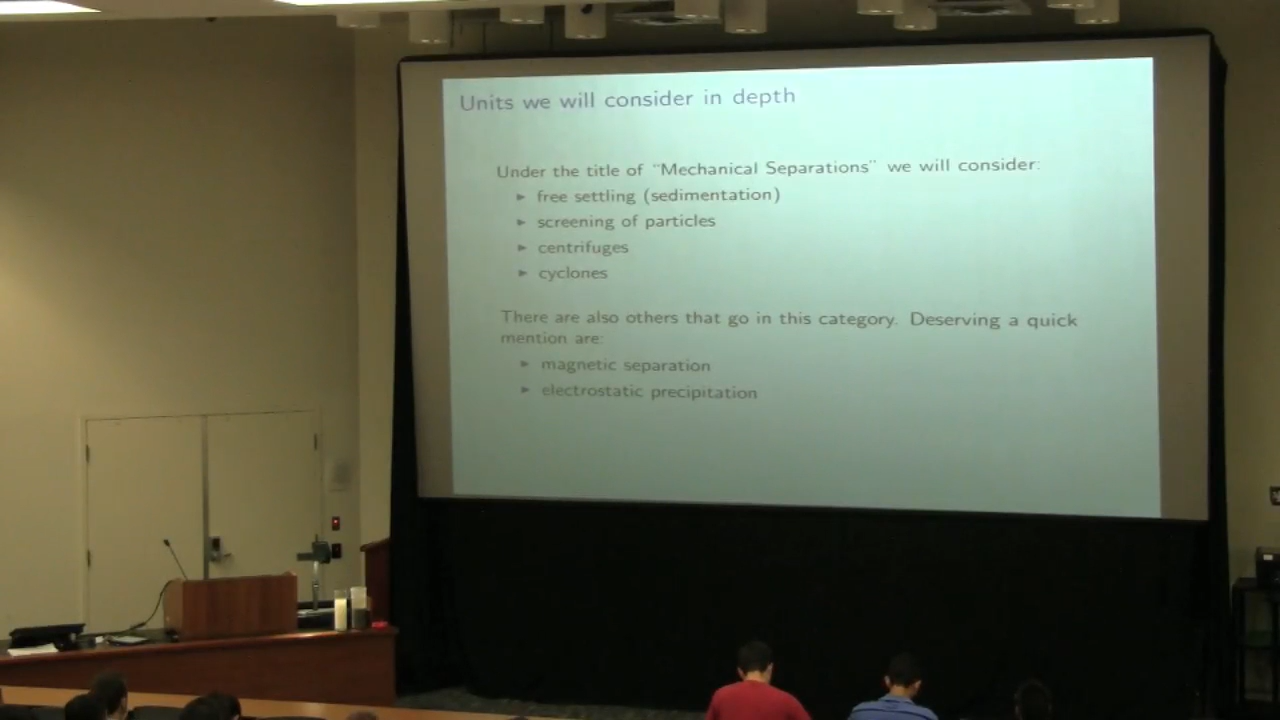 Units we will consider in depth
Under the title of "Mechanical Separations" we will consider:
► free settling (sedimentation)
► screening of particles
► centrifuges
► cyclones
There are also others that go in this category. Deserving a quick
mention are:
► magnetic separation
► electrostatic precipitation